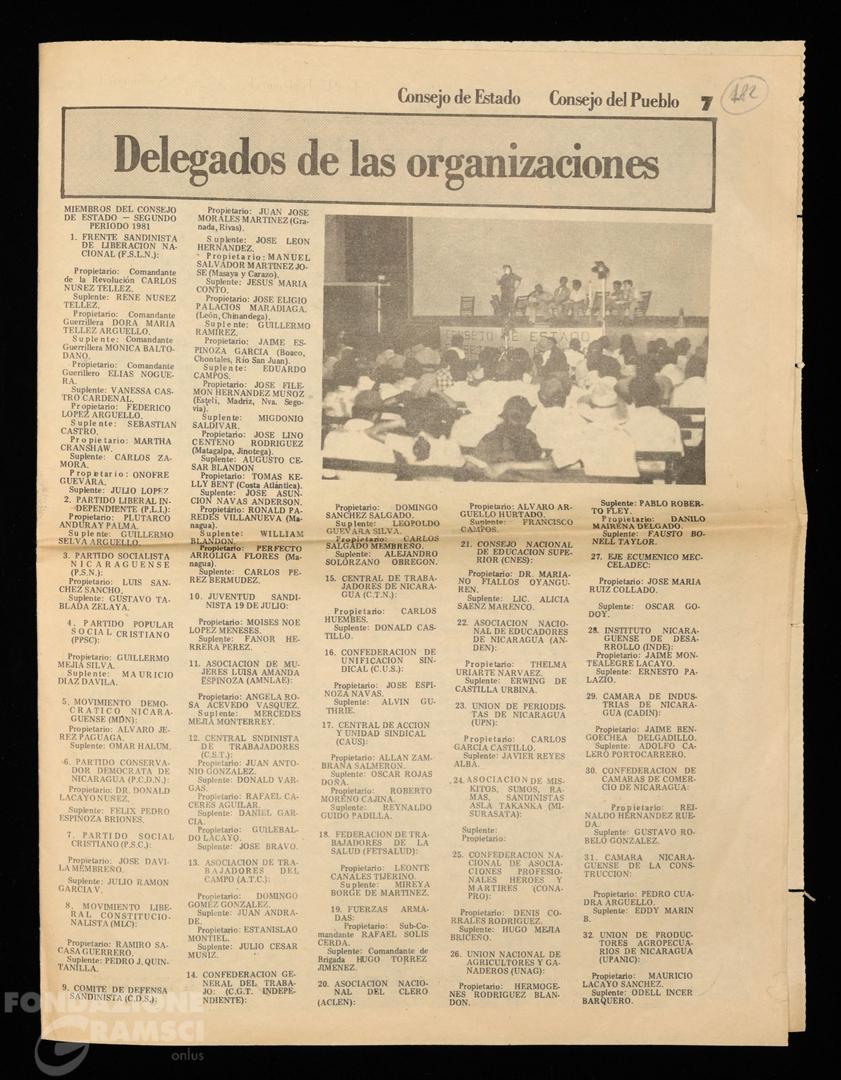 Consejo de Estado Consejo del Pueblo 7
482
Delegados de las organizaciones
MIEMBROS DEL CONSEJO
DE ESTADO — SEGUNDO
PERIODO 1981
1. FRENTE SANDINISTA
DE LIBERACION NA-
CIONAL (F.S.L.N.):
Propietario: Comandante
de la Revolución CARLOS
NUÑEZ TELLEZ.
Suplente: RENE NUÑEZ
TELLEZ.
Propietario: Comandante
Guerrillera DORA MARIA
TELLEZ ARGUELLO.
Suplente: Comandante
Guerrillera MONICA BALTO-
DANO.
Propietario: Comandante
Guerillero ELIAS NOGUE-
RA.
Suplente: VANESSA CAS-
TRO CARDENAL.
Propietario: FEDERICO
LOPEZ ARGUELLO.
Suplente: SEBASTIAN
CASTRO.
Propietario: MARTHA
CRANSHAW.
Suplente: CARLOS ZA-
MORA.
Propietario: ONOFRE
GUEVARA.
Suplente: JULIO LOPEZ
2. PARTIDO LIBERAL IN-
DEPENDIENTE (P.L.I.):
Propietario: PLUTARCO
ANDURAY PALMA.
Suplente: GUILLERMO
SELVA ARGUELLO
3. PARTIDO SOCIALISTA
NICARAGUENSE
(P.S.N.):
Propietario: LUIS SAN-
CHEZ SANCHO.
Suplente: GUSTAVO TA-
BLADA ZELAYA.
4. PARTIDO POPULAR
SOCIAL CRISTIANO
(PPSC):
Propietario: GUILLERMO
MEJIA SILVA.
Suplente: MAURICIO
DIAZ DAVILA.
5. MOVIMIENTO DEMO-
CRATICO NICARA-
GUENSE (MDN):
Propietario: ALVARO JE-
REZ PAGUAGA.
Suplente: OMAR HALUM.
6. PARTIDO CONSERVA-
DOR DEMOCRATA DE
NICARAGUA (P.C.D.N.):
Propietario: DR. DONALD
LACAYO NUÑEZ.
Suplente: FELIX PEDRO
ESPINOZA BRIONES.
7. PARTIDO SOCIAL
CRISTIANO (P.S.C.):
Propietario: JOSE DAVI-
LA MEMBREÑO.
Suplente: JULIO RAMON
GARCIA V.
8. MOVIMIENTO LIBE-
RAL CONSTITUCIO-
NALISTA (MLC):
Propietario: RAMIRO SA-
CASA GUERRERO.
Suplente: PEDRO J. QUIN-
TANILLA.
9. COMITE DE DEFENSA
SANDINISTA (C.D.S.):
Propietario: JUAN JOSE
MORALES MARTINEZ (Gra-
nada, Rivas).
Suplente: JOSE LEON
HERNANDEZ.
Propietario: MANUEL
SALVADOR MARTINEZ JO-
SE (Masaya y Carazo).
Suplente: JESUS MARIA
CONTO.
Propietario: JOSE ELIGIO
PALACIOS MARADIAGA.
(León, Chinandega).
Suplente: GUILLERMO
RAMIREZ.
Propietario: JAIME ES-
PINOZA GARCIA (Boaco,
Chontales, Río San Juan).
Suplente: EDUARDO
CAMPOS.
Propietario: JOSE FILE-
MON HERNANDEZ MUÑOZ
(Estelí, Madriz, Nva. Sego-
via).
Suplente: MIGDONIO
SALDIVAR.
Propietario: JOSE LINO
CENTENO RODRIGUEZ
(Matagalpa, Jinotega).
Suplente: AUGUSTO CE-
SAR BLANDON
Propietario: TOMAS KE-
LLY BENT (Costa Atlántica).
Suplente: JOSE ASUN-
CION NAVAS ANDERSON.
Propietario: RONALD PA-
REDES VILLANUEVA (Ma-
nagua).
Suplente: WILLIAM
BLANDON.
Propietario: PERFECTO
ARROLIGA FLORES (Ma-
nagua).
Suplente: CARLOS PE-
REZ BERMUDEZ.
10. JUVENTUD SANDI-
NISTA 19 DE JULIO:
Propietario: MOISES NOE
LOPEZ MENESES.
Suplente: FANOR HE-
RRERA PEREZ.
11. ASOCIACION DE MU-
JERES LUISA AMANDA
ESPINOZA (AMNLAE):
Propietario: ANGELA RO-
SA ACEVEDO VASQUEZ.
Suplente: MERCEDES
MEJIA MONTERREY.
12. CENTRAL SNDINISTA
DE TRABAJADORES
(C.S.T.):
Propietario: JUAN ANTO-
NIO GONZALEZ.
Suplente: DONALD VAR-
GAS.
Propietario: RAFAEL CA-
CERES AGUILAR.
Suplente: DANIEL GAR-
CIA.
Propietario: GUILEBAL-
DO LACAYO.
Suplente: JOSE BRAVO.
13. ASOCIACION DE TRA-
BAJADORES DEL
CAMPO (A.T.C.):
Propietario: DOMINGO
GOMEZ GONZALEZ.
Suplente: JUAN ANDRA-
DE.
Propietario: ESTANISLAO
MONTIEL.
Suplente: JULIO CESAR
MUÑIZ.
14. CONFEDERACION GE-
NERAL DEL TRABA-
JO: (C.G.T. INDEPE-
NDIENTE):
CONSEJO DE ESTADO
Propietario: DOMINGO
SANCHEZ SALGADO.
Suplente: LEOPOLDO
GUEVARA SILVA.
Propietario: CARLOS
SALGADO MEMBREÑO.
Suplente: ALEJANDRO
SOLORZANO OBREGON.
15. CENTRAL DE TRABA-
JADORES DE NICARA-
GUA (C.T.N.):
Propietario: CARLOS
HUEMBES.
Suplente: DONALD CAS-
TILLO.
16. CONFEDERACION DE
UNIFICACION SIN-
DICAL (C.U.S.):
Propietario: JOSE ESPI-
NOZA NAVAS.
Suplente: ALVIN GU-
THRIE.
17. CENTRAL DE ACCION
Y UNIDAD SINDICAL
(CAUS):
Propietario: ALLAN ZAM-
BRANA SALMERON.
Suplente: OSCAR ROJAS
DOÑA.
Propietario: ROBERTO
MORENO CAJINA.
Suplente: REYNALDO
GUIDO PADILLA.
18. FEDERACION DE TRA-
BAJADORES DE LA
SALUD (FETSALUD):
Propietario: LEONTE
CANALES TIJERINO.
Suplente: MIREYA
BORGE DE MARTINEZ.
19. FUERZAS ARMA-
DAS:
Propietario: Sub-Co-
mandante RAFAEL SOLIS
CERDA.
Suplente: Comandante de
Brigada HUGO TORREZ
JIMENEZ.
20. ASOCIACION NACIO-
NAL DEL CLERO
(ACLEN):
Propietario: ALVARO AR-
GUELLO HURTADO.
Suplente: FRANCISCO
CAMPOS.
21. CONSEJO NACIONAL
DE EDUCACION SUPE-
RIOR (CNES):
Propietario: DR. MARIA-
NO FIALLOS OYANGU-
REN.
Suplente: LIC. ALICIA
SAENZ MARENCO.
22. ASOCIACION NACIO-
NAL DE EDUCADORES
DE NICARAGUA (AN-
DEN):
Propietario: THELMA
URIARTE NARVAEZ.
Suplente: ERWING DE
CASTILLA URBINA.
23. UNION DE PERIODIS-
TAS DE NICARAGUA
(UPN):
Propietario: CARLOS
GARCIA CASTILLO.
Suplente: JAVIER REYES
ALBA.
24. ASOCIACION DE MIS-
KITOS, SUMOS, RA-
MAS, SANDINISTAS
ASLA TAKANKA (MI-
SURASATA):
Suplente:
Propietario:
25. CONFEDERACION NA-
CIONAL DE ASOCIA-
CIONES PROFESIO-
NALES HEROES Y
MARTIRES (CONA-
PRO):
Propietario: DENIS CO-
RRALES RODRIGUEZ.
Suplente: HUGO MEJIA
BRICEÑO.
26. UNION NACIONAL DE
AGRICULTORES Y GA-
NADEROS (UNAG):
Propietario: HERMOGE-
NES RODRIGUEZ BLAN-
DON.
Suplente: PABLO ROBER-
TO FLEY.
Propietario: DANILO
MAIRENA DELGADO.
Suplente: FAUSTO BO-
NELL TAYLOR.
27. EJE ECUMENICO MEC-
CELADEC:
Propietario: JOSE MARIA
RUIZ COLLADO.
Suplente: OSCAR GO-
DOY.
28. INSTITUTO NICARA-
GUENSE DE DESA-
RROLLO (INDE):
Propietario: JAIME MON-
TEALEGRE LACAYO.
Suplente: ERNESTO PA-
LAZIO.
29. CAMARA DE INDUS-
TRIAS DE NICARA-
GUA (CADIN):
Propietario: JAIME BEN-
GOECHEA DELGADILLO.
Suplente: ADOLFO CA-
LERO PORTOCARRERO.
30. CONFEDERACION DE
CAMARAS DE COMER-
CIO DE NICARAGUA:
Propietario: REI-
NALDO HERNANDEZ RUE-
DA.
Suplente: GUSTAVO RO-
BELO GONZALEZ.
31. CAMARA NICARA-
GUENSE DE LA CONS-
TRUCCION:
Propietario: PEDRO CUA-
DRA ARGUELLO.
Suplente: EDDY MARIN
B.
32. UNION DE PRODUC-
TORES AGROPECUA-
RIOS DE NICARAGUA
(UPANIC):
Propietario: MAURICIO
LACAYO SANCHEZ.
Suplente: ODELL INCER
BARQUERO.
FONDAZIONE
GRAMSCI
onlus